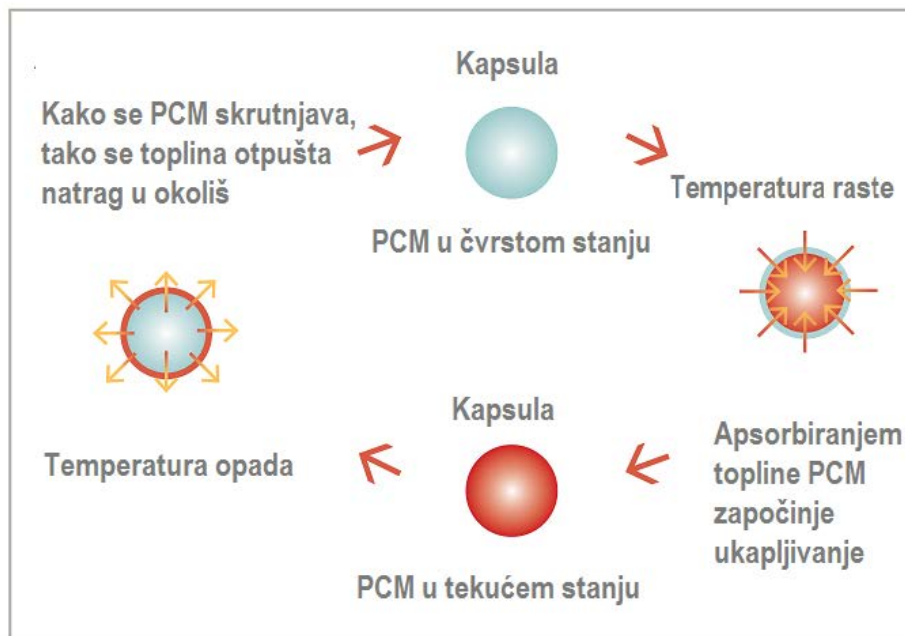 Kapsula
Kako se PCM skrutnjava,
tako se toplina otpušta
natrag u okoliš
Temperatura raste
PCM u čvrstom stanju
Kapsula
Apsorbiranjem
topline PCM
započinje
ukapljivanje
Temperatura opada
PCM u tekućem stanju